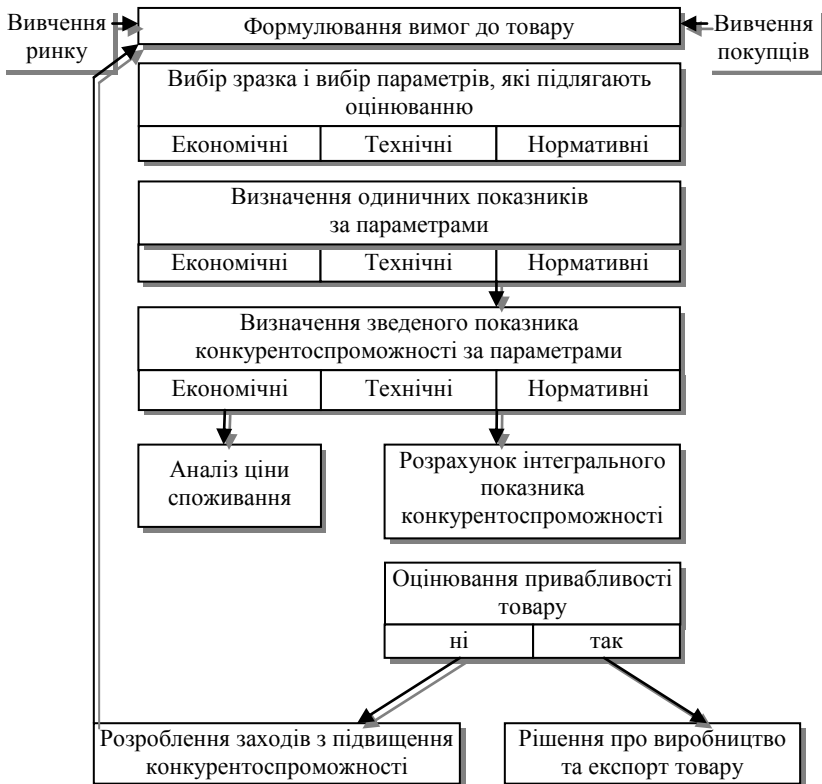 Вивчення
ринку
Формулювання вимог до товару
Вивчення
покупців
Вибір зразка і вибір параметрів, які підлягають
оцінюванню
Економічні Технічні Нормативні
Визначення одиничних показників
за параметрами
Економічні Технічні Нормативні
Визначення зведеного показника
конкурентоспроможності за параметрами
Економічні Технічні Нормативні
Аналіз ціни
споживання
Розрахунок інтегрального
показника
конкурентоспроможності
Оцінювання привабливості
товару
ні так
Розроблення заходів з підвищення
конкурентоспроможності
Рішення про виробництво
та експорт товару